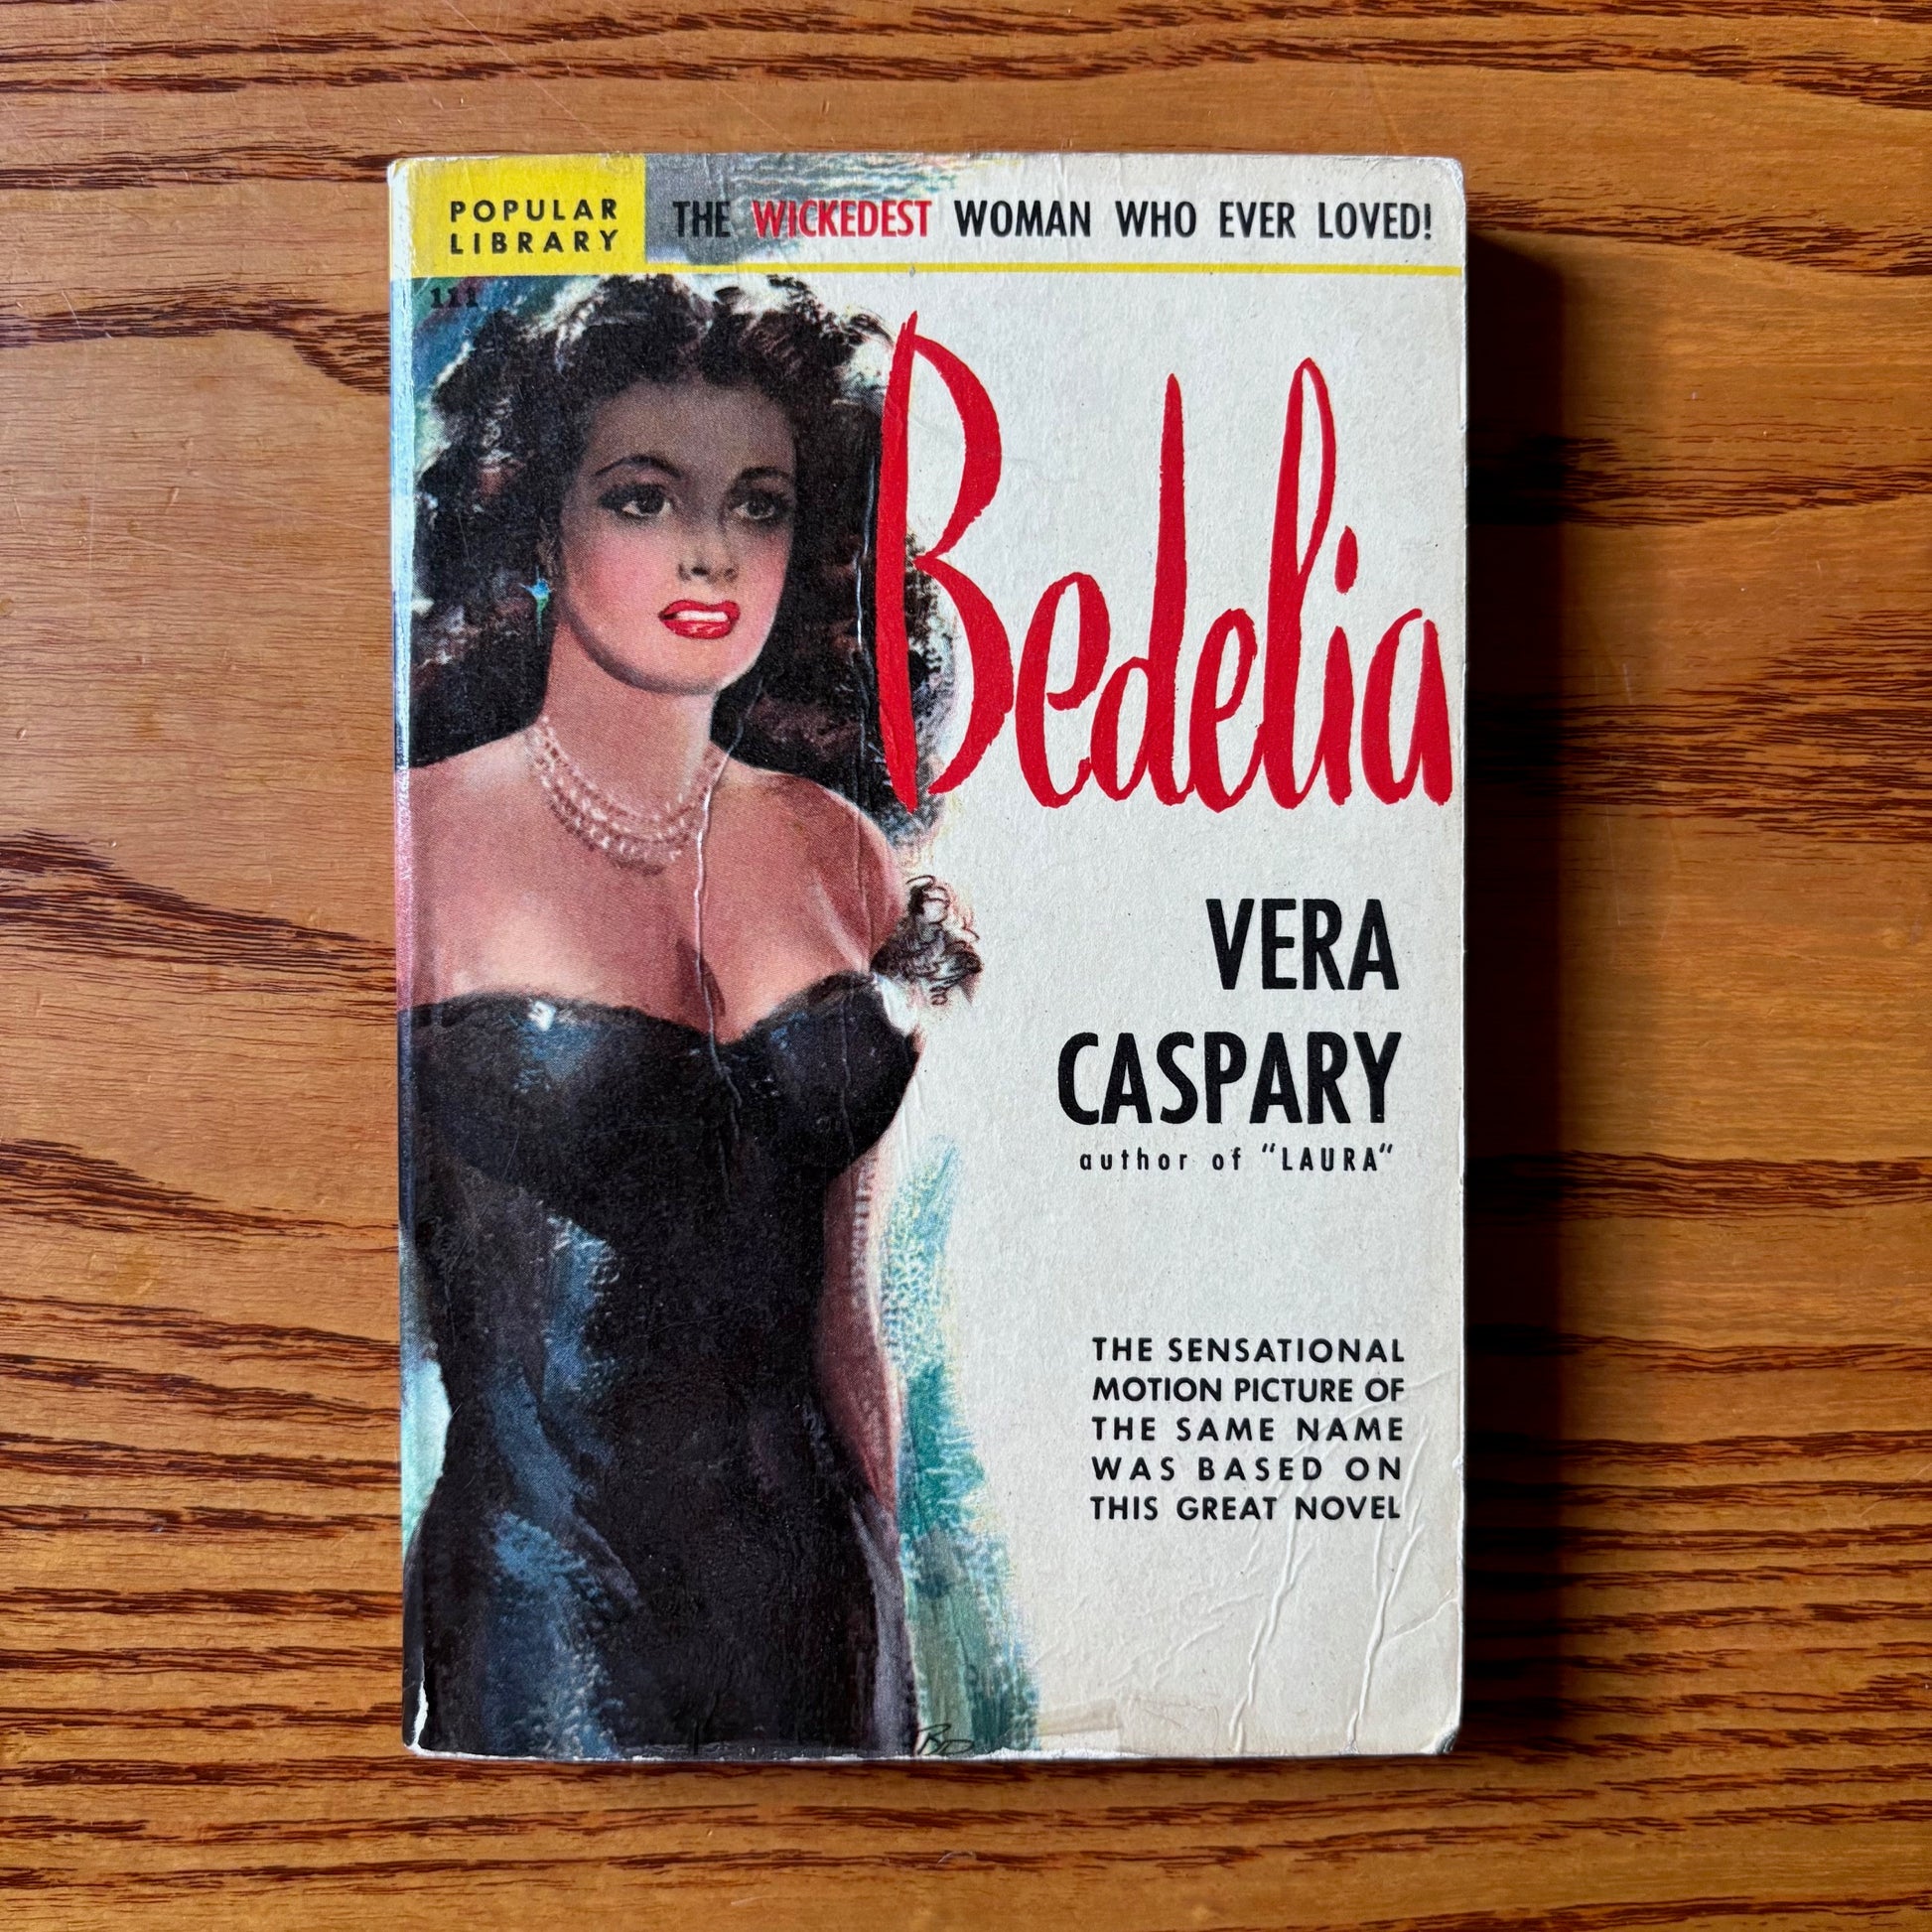 POPULAR
LIBRARY
THE WICKEDEST WOMAN WHO EVER LOVED!
111
Bedelia
VERA
CASPARY
author of "LAURA"
THE SENSATIONAL
MOTION PICTURE OF
THE SAME NAME
WAS BASED ON
THIS GREAT NOVEL